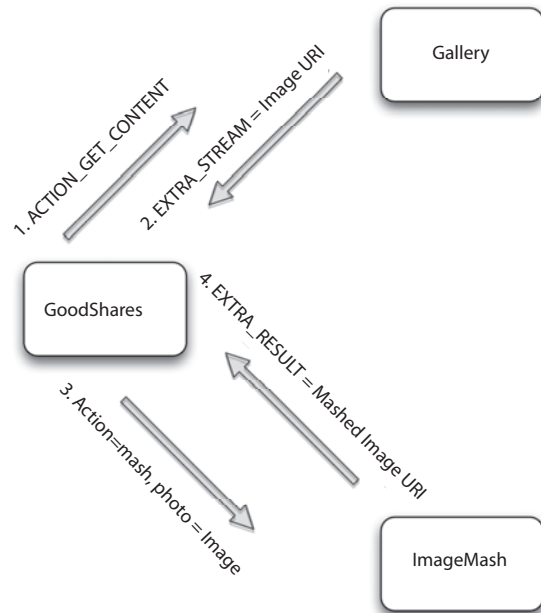 Gallery
1. ACTION_GET_CONTENT
2. EXTRA_STREAM = Image URI
GoodShares
4. EXTRA_RESULT = Mashed Image URI
3. Action=mash, photo = Image
ImageMash